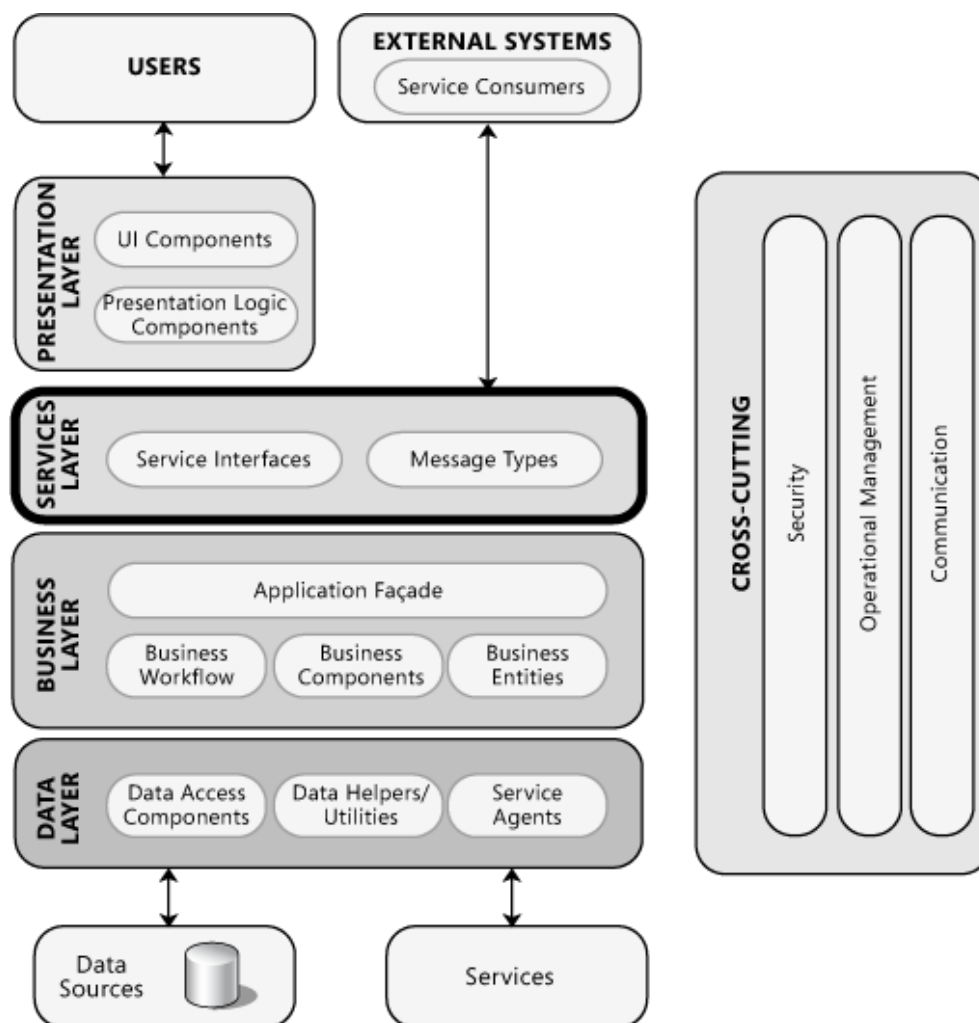 USERS
EXTERNAL SYSTEMS
Service Consumers
PRESENTATION
LAYER
UI Components
Presentation Logic
Components
SERVICES
LAYER
Service Interfaces
Message Types
BUSINESS
LAYER
Application Façade
Business
Workflow
Business
Components
Business
Entities
DATA
LAYER
Data Access
Components
Data Helpers/
Utilities
Service
Agents
Data
Sources
Services
CROSS-CUTTING
Security
Operational Management
Communication